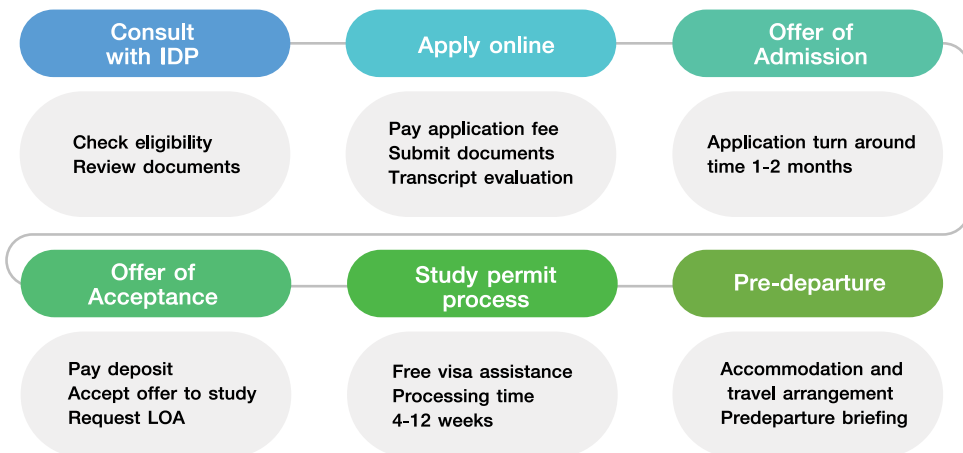 Consult
with IDP
Check eligibility
Review documents
Apply online
Pay application fee
Submit documents
Transcript evaluation
Offer of
Admission
Application turn around
time 1-2 months
Offer of
Acceptance
Pay deposit
Accept offer to study
Request LOA
Study permit
process
Free visa assistance
Processing time
4-12 weeks
Pre-departure
Accommodation and
travel arrangement
Predeparture briefing